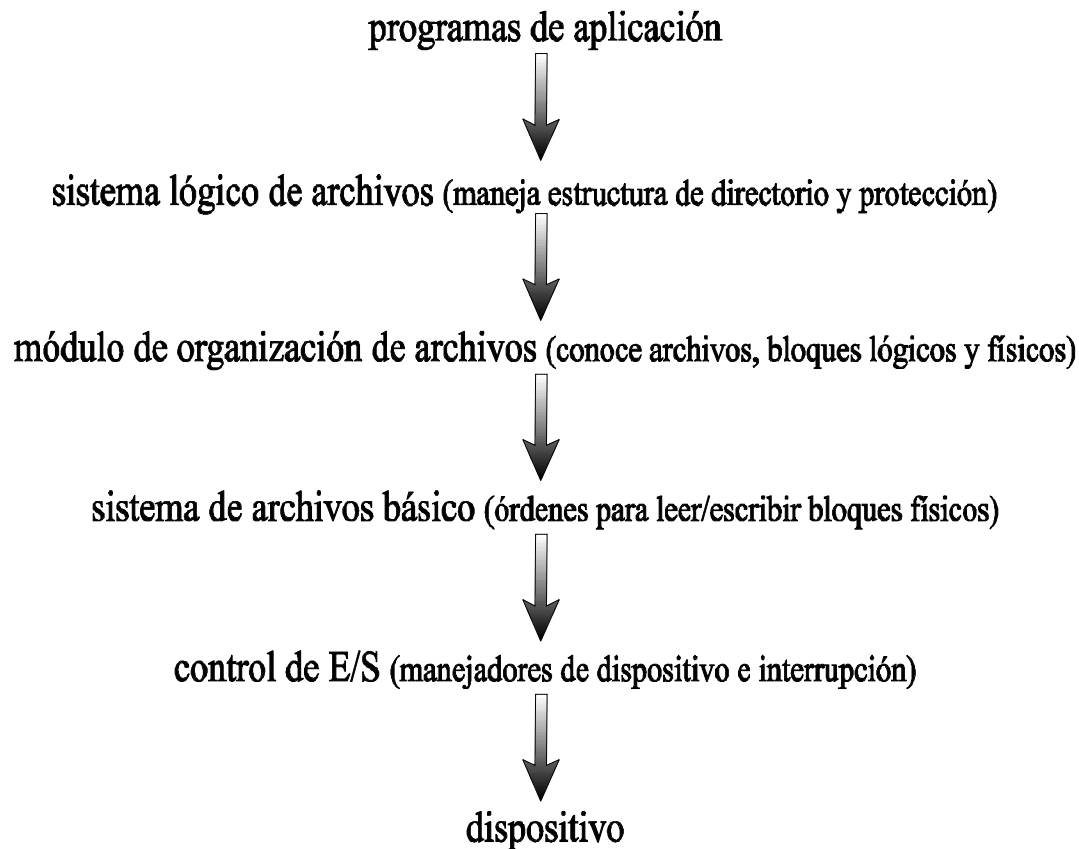 programas de aplicación
sistema lógico de archivos (maneja estructura de directorio y protección)
módulo de organización de archivos (conoce archivos, bloques lógicos y físicos)
sistema de archivos básico (órdenes para leer/escribir bloques físicos)
control de E/S (manejadores de dispositivo e interrupción)
dispositivo